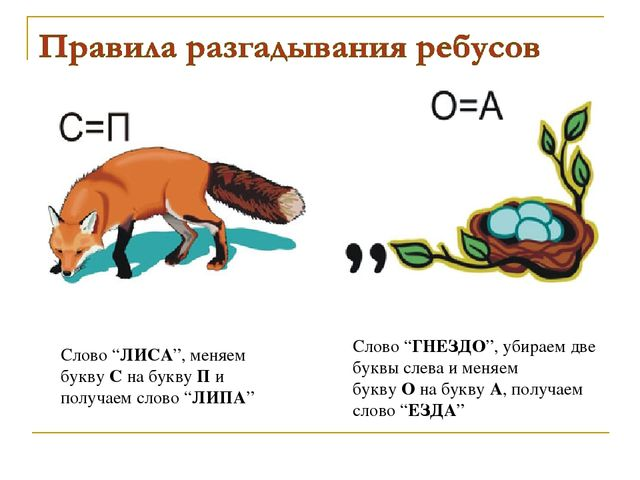 Правила разгадывания ребусов
С=П
О=А
,,
Слово “ЛИСА”, меняем
букву С на букву П и
получаем слово “ЛИПА”
Слово “ГНЕЗДО”, убираем две
буквы слева и меняем
букву О на букву А, получаем
слово “ЕЗДА”